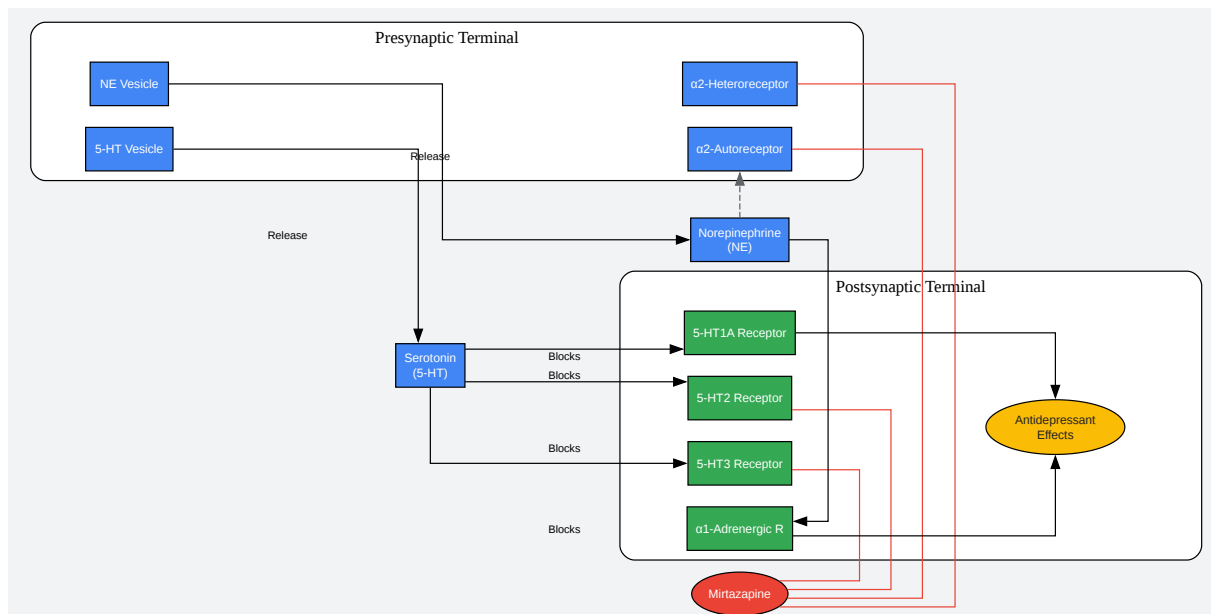 Presynaptic Terminal
NE Vesicle
α2-Heteroreceptor
5-HT Vesicle
Release
α2-Autoreceptor
Release
Norepinephrine
(NE)
Postsynaptic Terminal
5-HT1A Receptor
Serotonin
(5-HT)
Blocks
Blocks
5-HT2 Receptor
Antidepressant
Effects
Blocks
5-HT3 Receptor
Blocks
α1-Adrenergic R
Mirtazapine